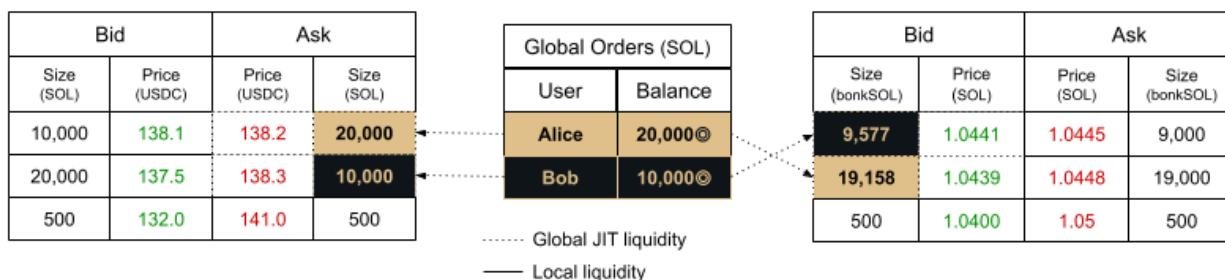 Bid Ask
Size (SOL) Price (USDC) Price (USDC) Size (SOL)
10,000 138.1 138.2 20,000
20,000 137.5 138.3 10,000
500 132.0 141.0 500
Global Orders (SOL)
User Balance
Alice 20,000◎
Bob 10,000◎
Global JIT liquidity
Local liquidity
Bid Ask
Size (bonkSOL) Price (SOL) Price (SOL) Size (bonkSOL)
9,577 1.0441 1.0445 9,000
19,158 1.0439 1.0448 19,000
500 1.0400 1.05 500